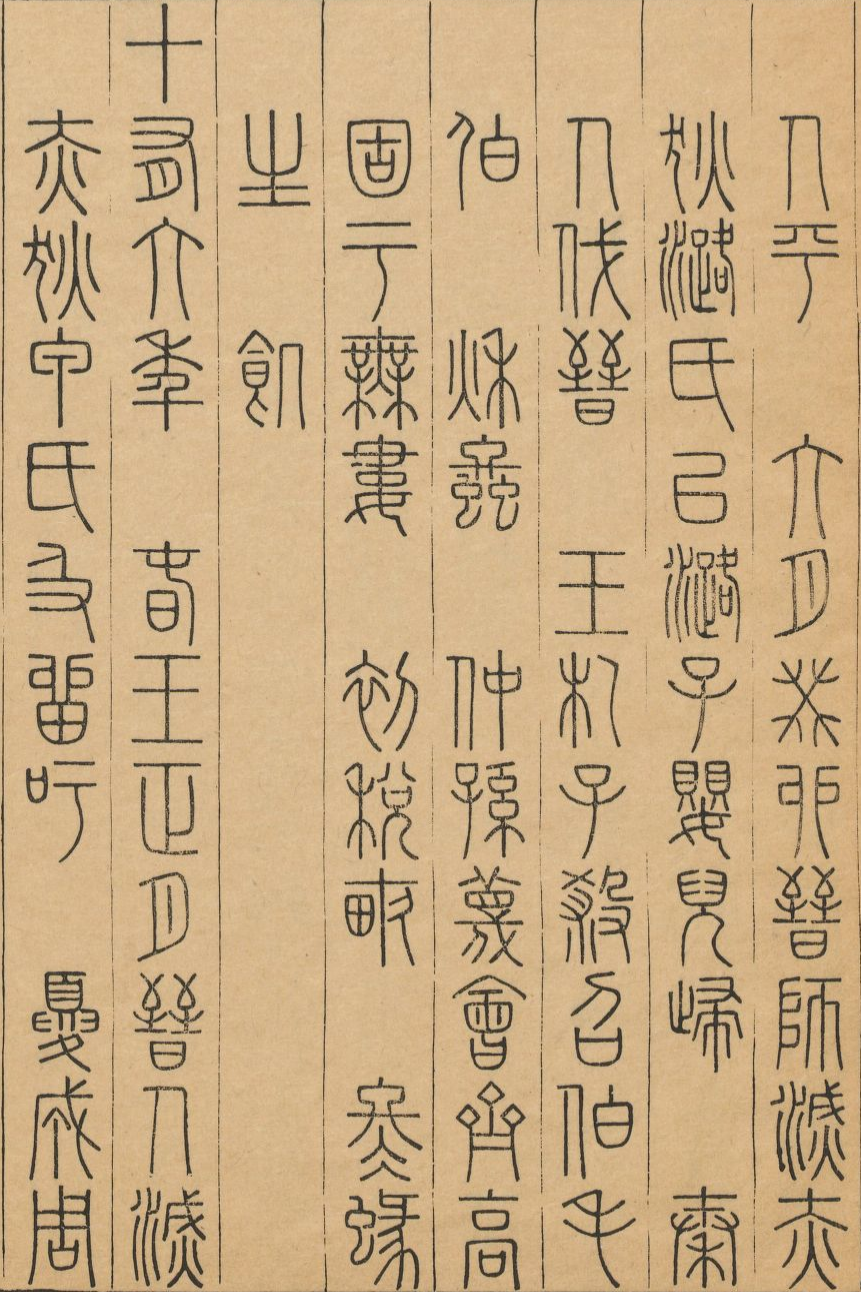 人平　六月癸卯晉師滅赤
狄潞氏以潞子嬰兒歸　秦
人伐晉　王札子殺召伯毛
伯　秋螽　仲孫蔑會齊高
固于無婁　初稅畝　冬蝝
生　飢
十有六年　春王正月晉人滅
赤狄甲氏及留吁　夏成周